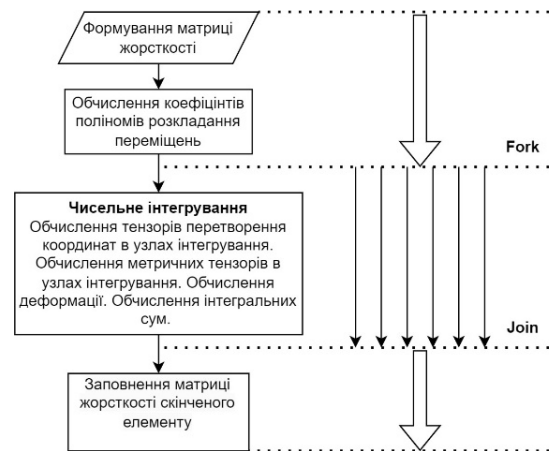 Формування матриці
жорсткості
Обчислення коефіцінтів
поліномів розкладання
переміщень
Fork
Чисельне інтегрування
Обчислення тензорів перетворення
координат в узлах інтегрування.
Обчислення метричних тензорів в
узлах інтегрування. Обчислення
деформації. Обчислення інтегральних
сум.
Join
Заповнення матриці
жорсткості скінченого
елементу